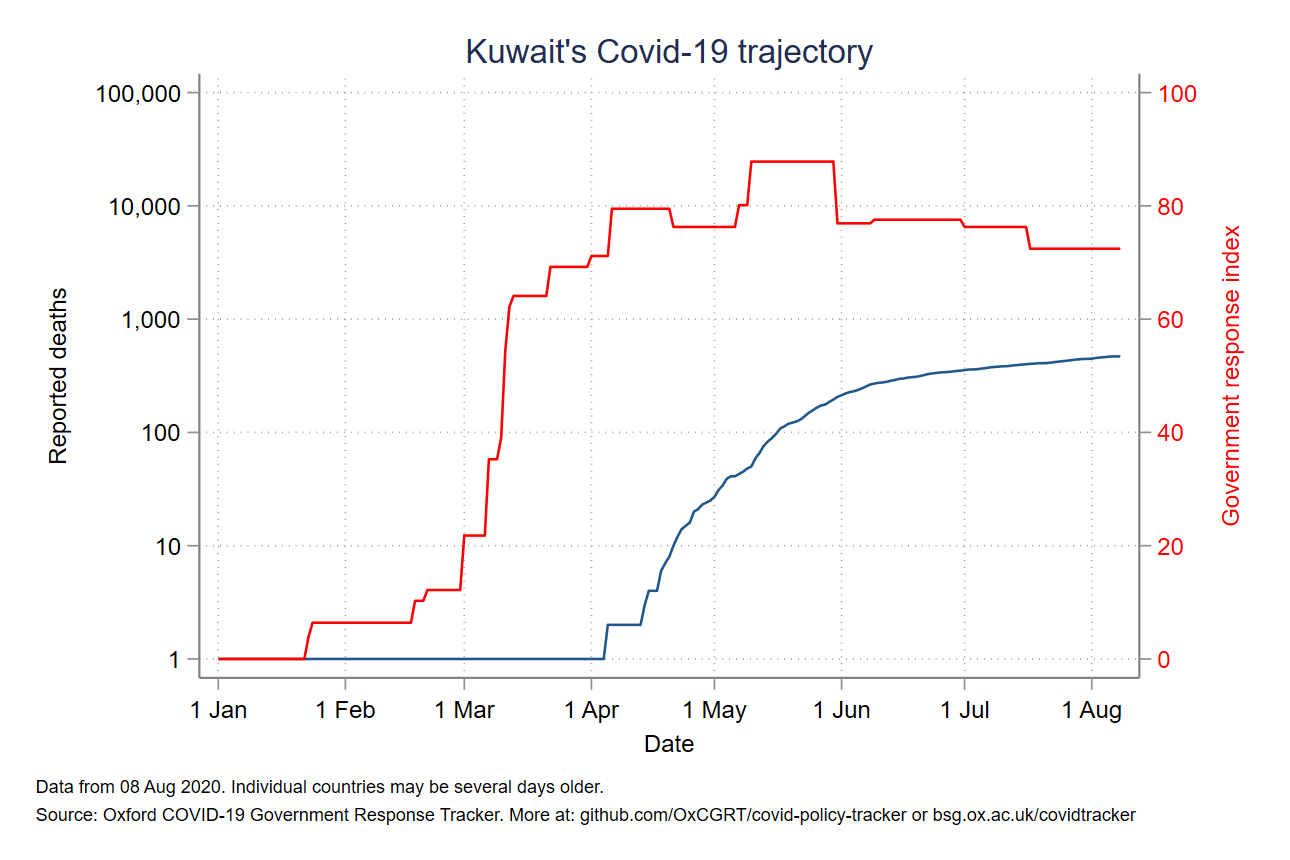 Kuwait's Covid-19 trajectory
100,000
10,000
1,000
100
10
1
Reported deaths
100
80
60
40
20
0
Government response index
1 Jan 1 Feb 1 Mar 1 Apr 1 May 1 Jun 1 Jul 1 Aug
Date
Data from 08 Aug 2020. Individual countries may be several days older.
Source: Oxford COVID-19 Government Response Tracker. More at: github.com/OxCGRT/covid-policy-tracker or bsg.ox.ac.uk/covidtracker